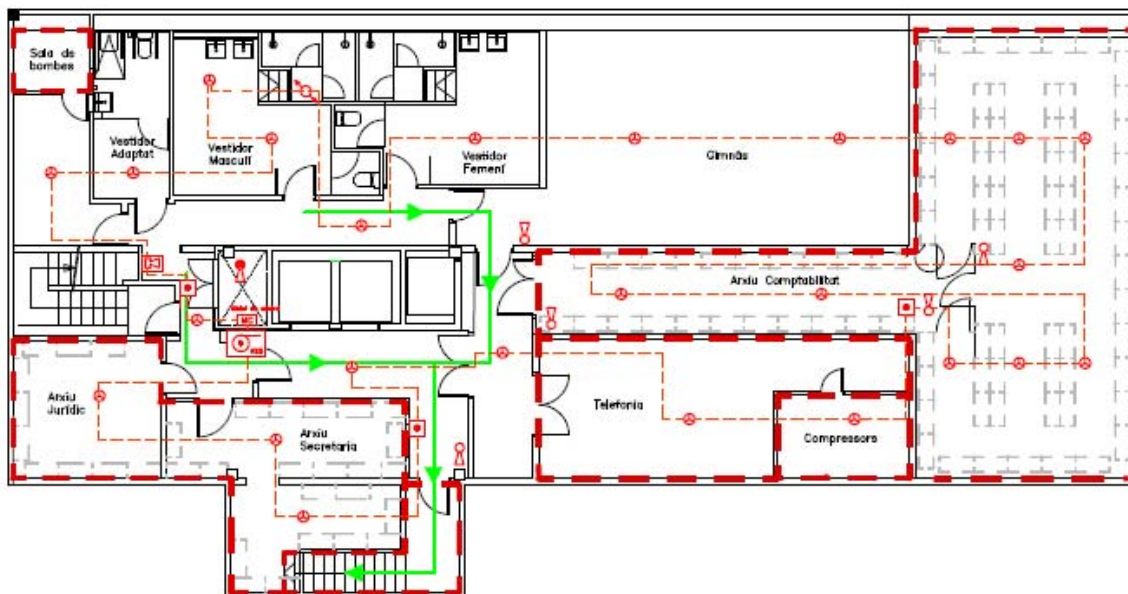 Sala de
bombes
Vestidor
Adaptat
Vestidor
Masculí
Vestidor
Femení
Gimnàs
Arxiu Comptabilitat
Arxiu
Jurídic
Arxiu
Secretaria
Telefonia
Compressors